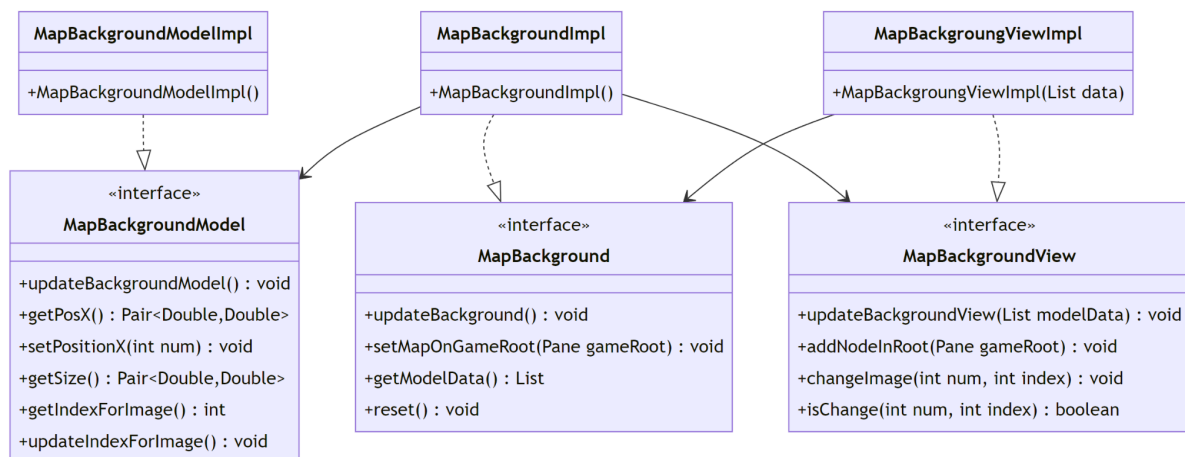 MapBackgroundModelImpl
+MapBackgroundModelImpl()
MapBackgroundImpl
+MapBackgroundImpl()
MapBackgroungViewImpl
+MapBackgroungViewImpl(List data)
«interface»
MapBackgroundModel
+updateBackgroundModel() : void
+getPosX() : Pair<Double,Double>
+setPositionX(int num) : void
+getSize() : Pair<Double,Double>
+getIndexForImage() : int
+updateIndexForImage() : void
«interface»
MapBackground
+updateBackground() : void
+setMapOnGameRoot(Pane gameRoot) : void
+getModelData() : List
+reset() : void
«interface»
MapBackgroundView
+updateBackgroundView(List modelData) : void
+addNodeInRoot(Pane gameRoot) : void
+changeImage(int num, int index) : void
+isChange(int num, int index) : boolean